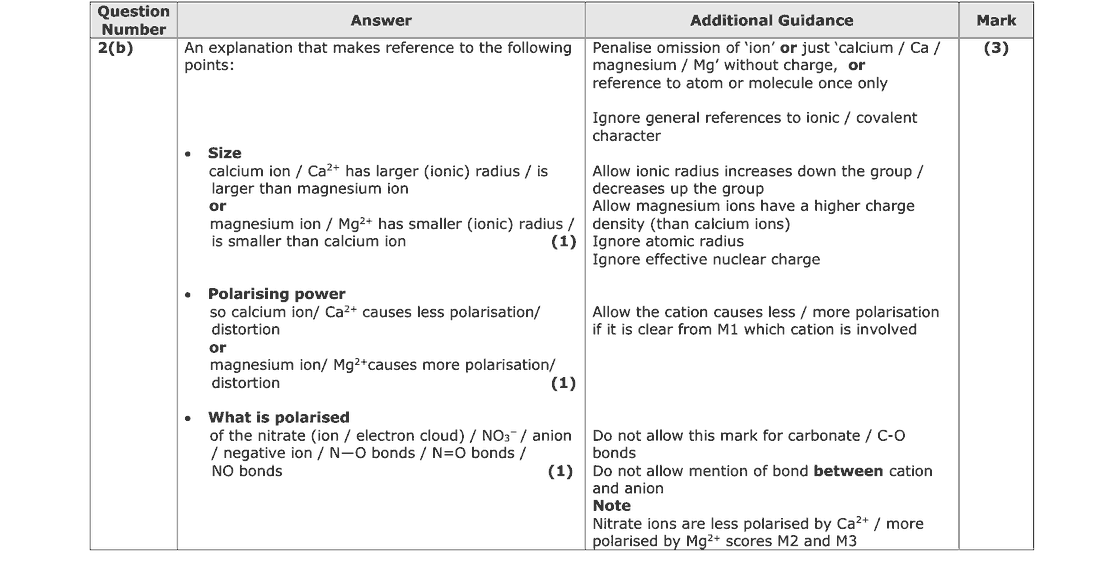 Question Number
Answer
Additional Guidance
Mark
2(b)
An explanation that makes reference to the following
points:
• Size
calcium ion / Ca²⁺ has larger (ionic) radius / is
larger than magnesium ion
or
magnesium ion / Mg²⁺ has smaller (ionic) radius /
is smaller than calcium ion (1)
• Polarising power
so calcium ion/ Ca²⁺ causes less polarisation/
distortion
or
magnesium ion/ Mg²⁺causes more polarisation/
distortion (1)
• What is polarised
of the nitrate (ion / electron cloud) / NO₃⁻ / anion
/ negative ion / N—O bonds / N=O bonds /
NO bonds (1)
Penalise omission of ‘ion’ or just ‘calcium / Ca /
magnesium / Mg’ without charge, or
reference to atom or molecule once only
Ignore general references to ionic / covalent
character
Allow ionic radius increases down the group /
decreases up the group
Allow magnesium ions have a higher charge
density (than calcium ions)
Ignore atomic radius
Ignore effective nuclear charge
Allow the cation causes less / more polarisation
if it is clear from M1 which cation is involved
Do not allow this mark for carbonate / C-O
bonds
Do not allow mention of bond between cation
and anion
Note
Nitrate ions are less polarised by Ca²⁺ / more
polarised by Mg²⁺ scores M2 and M3
(3)